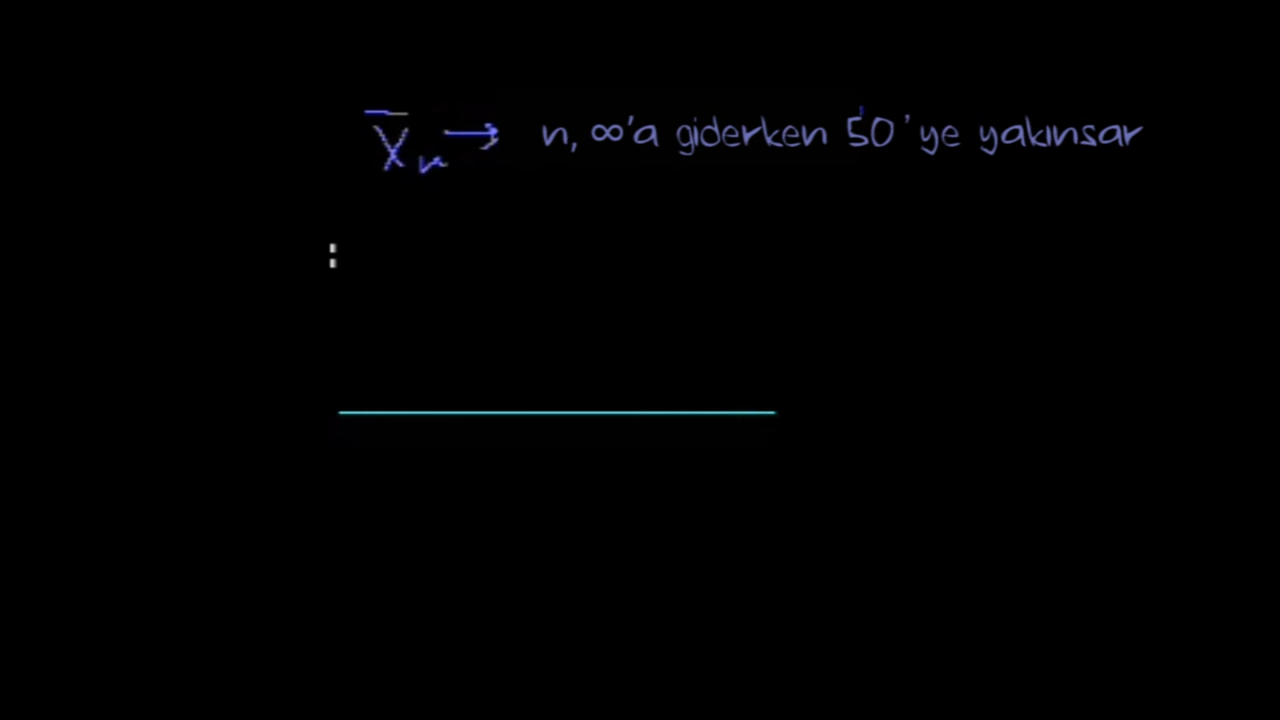 X̄ₙ → n, ∞'a giderken 50'ye yakınsar